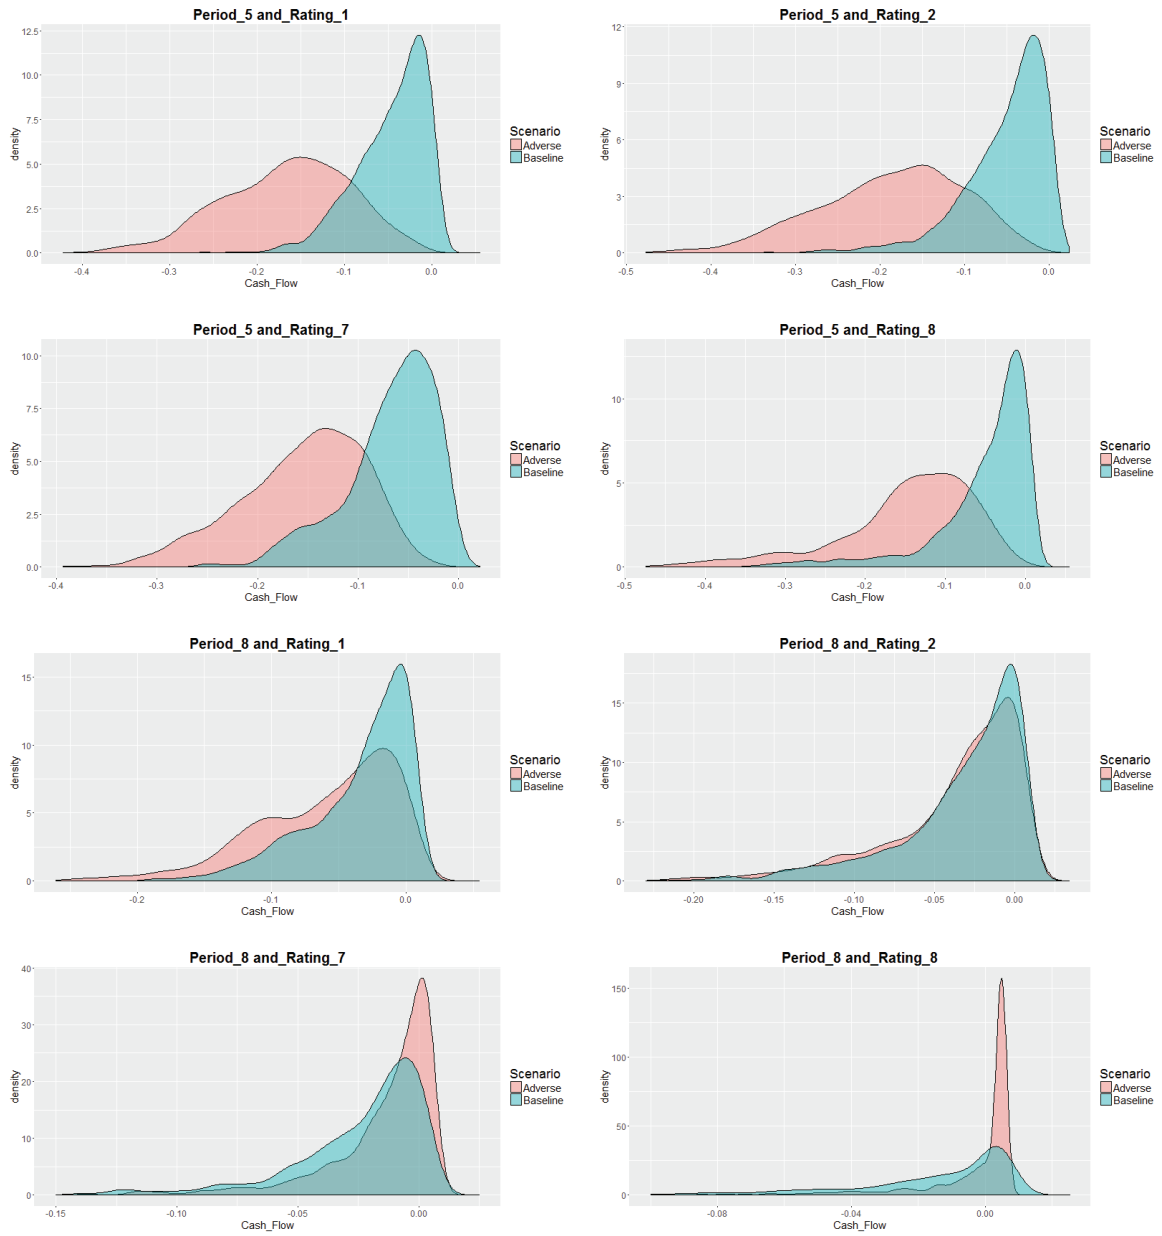 Period_5 and_Rating_1
12.5
10.0
7.5
5.0
2.5
0.0
density
-0.4 -0.3 -0.2 -0.1 0.0
Cash_Flow
Scenario
Adverse
Baseline
Period_5 and_Rating_2
12
9
6
3
0
density
-0.5 -0.4 -0.3 -0.2 -0.1 0.0
Cash_Flow
Scenario
Adverse
Baseline
Period_5 and_Rating_7
10.0
7.5
5.0
2.5
0.0
density
-0.4 -0.3 -0.2 -0.1 0.0
Cash_Flow
Scenario
Adverse
Baseline
Period_5 and_Rating_8
10
5
0
density
-0.5 -0.4 -0.3 -0.2 -0.1 0.0
Cash_Flow
Scenario
Adverse
Baseline
Period_8 and_Rating_1
15
10
5
0
density
-0.2 -0.1 0.0
Cash_Flow
Scenario
Adverse
Baseline
Period_8 and_Rating_2
15
10
5
0
density
-0.20 -0.15 -0.10 -0.05 0.00
Cash_Flow
Scenario
Adverse
Baseline
Period_8 and_Rating_7
40
30
20
10
0
density
-0.15 -0.10 -0.05 0.00
Cash_Flow
Scenario
Adverse
Baseline
Period_8 and_Rating_8
150
100
50
0
density
-0.08 -0.04 0.00
Cash_Flow
Scenario
Adverse
Baseline